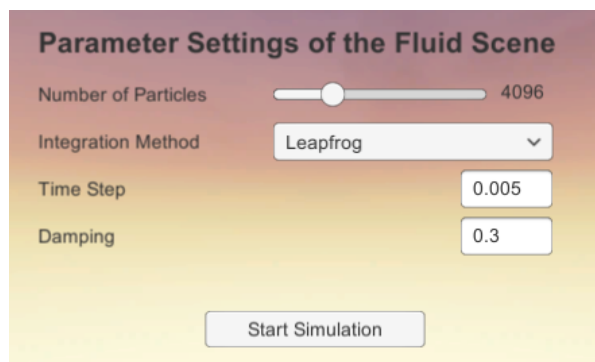 Parameter Settings of the Fluid Scene
Number of Particles 4096
Integration Method Leapfrog
Time Step 0.005
Damping 0.3
Start Simulation